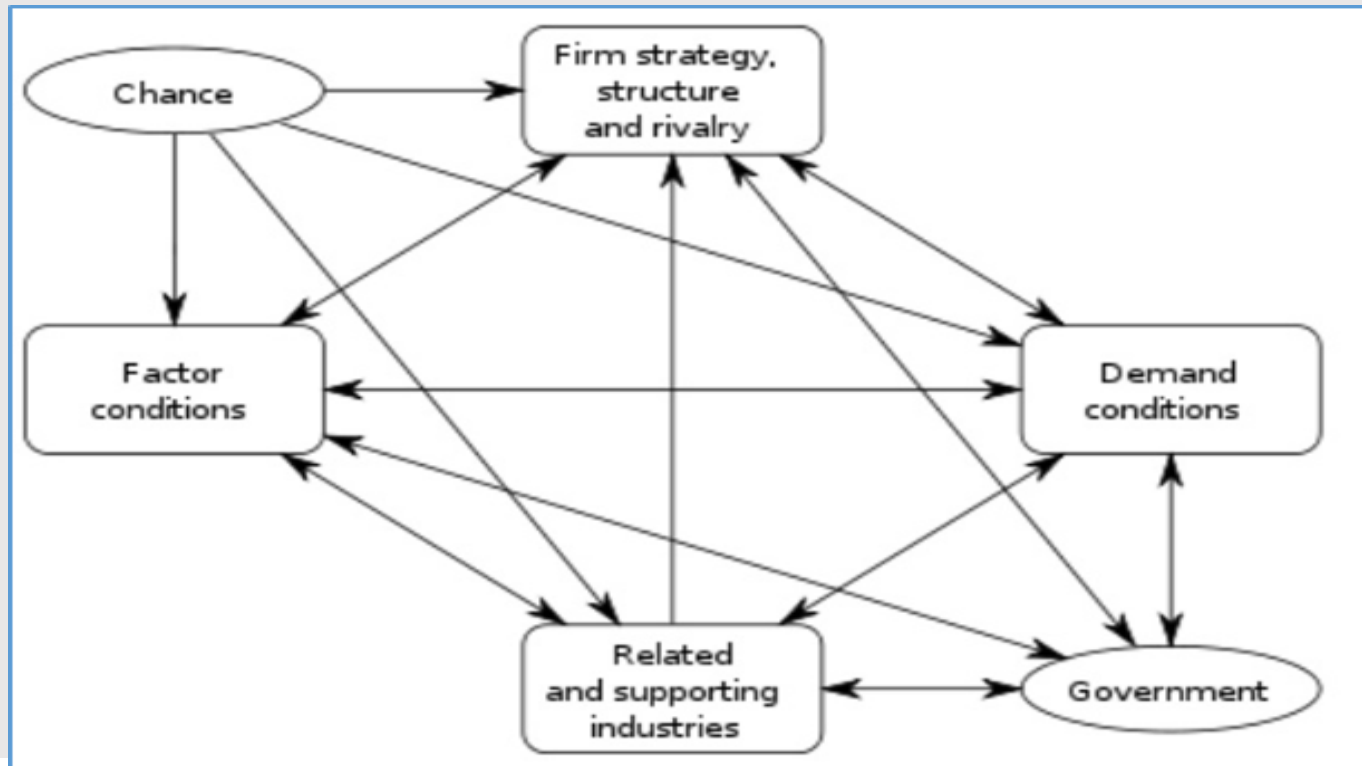 Chance
Firm strategy,
structure
and rivalry
Factor
conditions
Demand
conditions
Related
and supporting
industries
Government